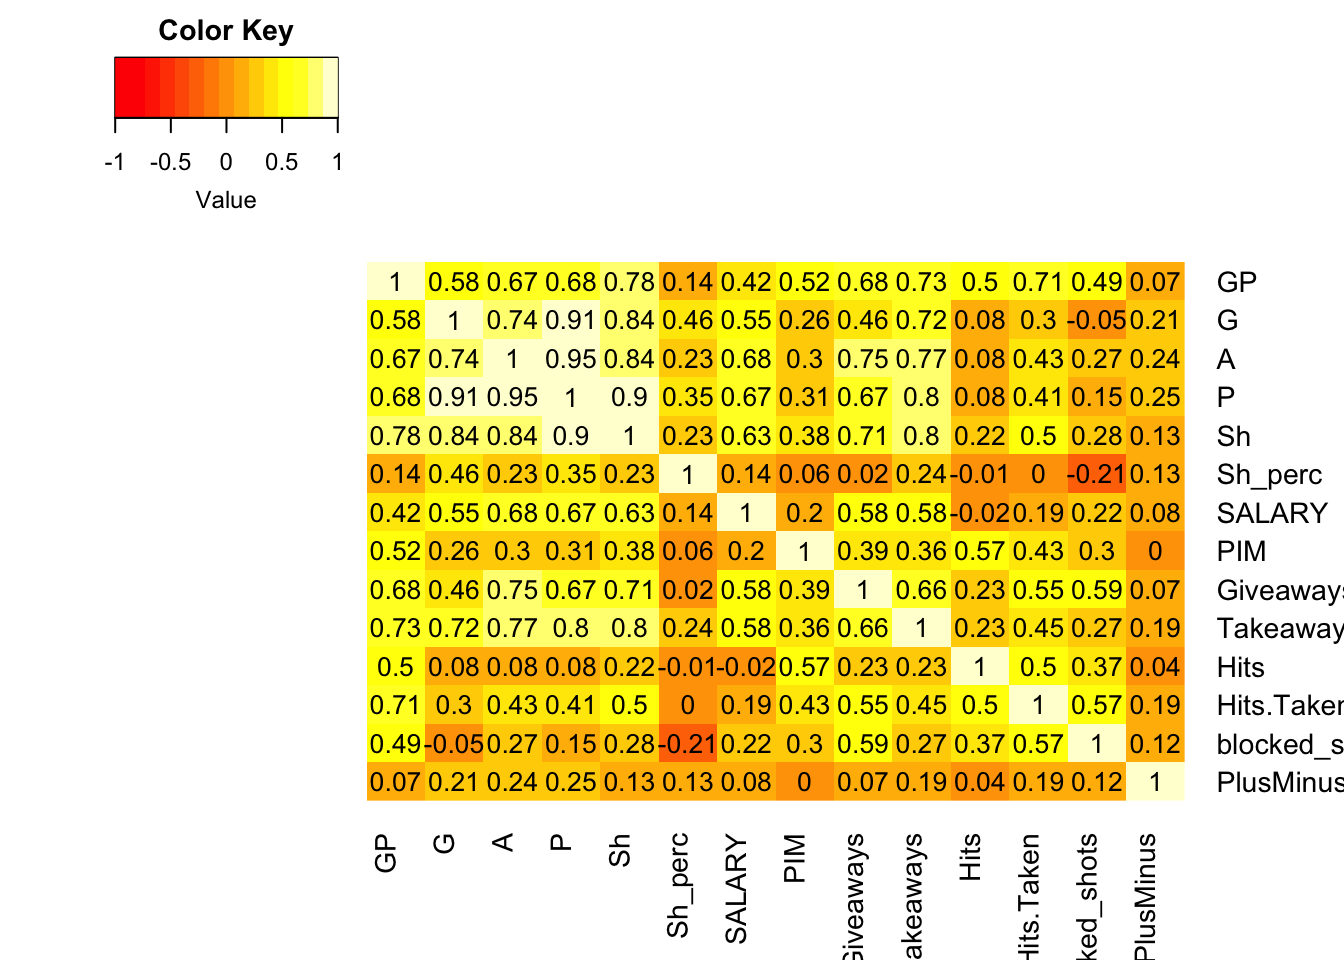 Color Key
-1 -0.5 0 0.5 1
Value
1 0.58 0.67 0.68 0.78 0.14 0.42 0.52 0.68 0.73 0.5 0.71 0.49 0.07 GP
0.58 1 0.74 0.91 0.84 0.46 0.55 0.26 0.46 0.72 0.08 0.3 -0.05 0.21 G
0.67 0.74 1 0.95 0.84 0.23 0.68 0.3 0.75 0.77 0.08 0.43 0.27 0.24 A
0.68 0.91 0.95 1 0.9 0.35 0.67 0.31 0.67 0.8 0.08 0.41 0.15 0.25 P
0.78 0.84 0.84 0.9 1 0.23 0.63 0.38 0.71 0.8 0.22 0.5 0.28 0.13 Sh
0.14 0.46 0.23 0.35 0.23 1 0.14 0.06 0.02 0.24 -0.01 0 -0.21 0.13 Sh_perc
0.42 0.55 0.68 0.67 0.63 0.14 1 0.2 0.58 0.58 -0.02 0.19 0.22 0.08 SALARY
0.52 0.26 0.3 0.31 0.38 0.06 0.2 1 0.39 0.36 0.57 0.43 0.3 0 PIM
0.68 0.46 0.75 0.67 0.71 0.02 0.58 0.39 1 0.66 0.23 0.55 0.59 0.07 Giveaways
0.73 0.72 0.77 0.8 0.8 0.24 0.58 0.36 0.66 1 0.23 0.45 0.27 0.19 Takeaway
0.5 0.08 0.08 0.08 0.22 -0.01 -0.02 0.57 0.23 0.23 1 0.5 0.37 0.04 Hits
0.71 0.3 0.43 0.41 0.5 0 0.19 0.43 0.55 0.45 0.5 1 0.57 0.19 Hits.Taken
0.49 -0.05 0.27 0.15 0.28 -0.21 0.22 0.3 0.59 0.27 0.37 0.57 1 0.12 blocked_s
0.07 0.21 0.24 0.25 0.13 0.13 0.08 0 0.07 0.19 0.04 0.19 0.12 1 PlusMinus
GP G A P Sh Sh_perc SALARY PIM Giveaways akeaways Hits Hits.Taken ked_shots PlusMinus